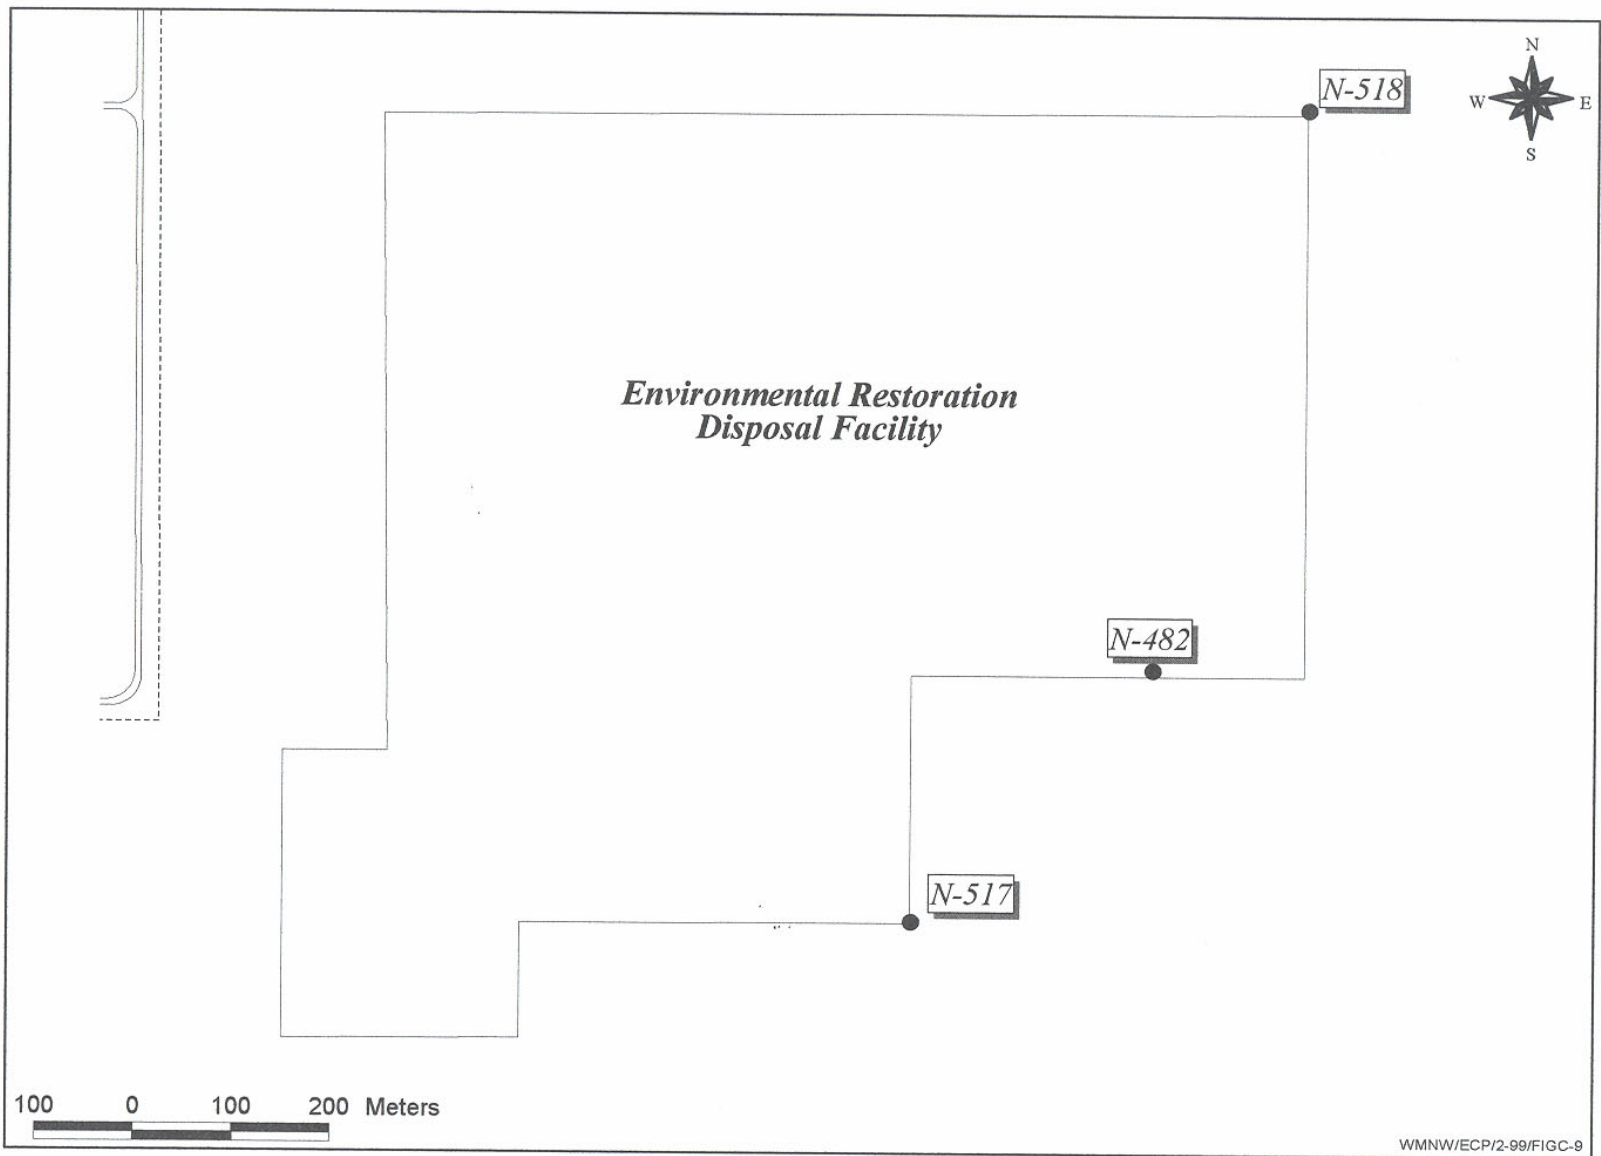 N
N-518
W E
S
Environmental Restoration
Disposal Facility
N-482
N-517
100 0 100 200 Meters
WMNW/ECP/2-99/FIGC-9